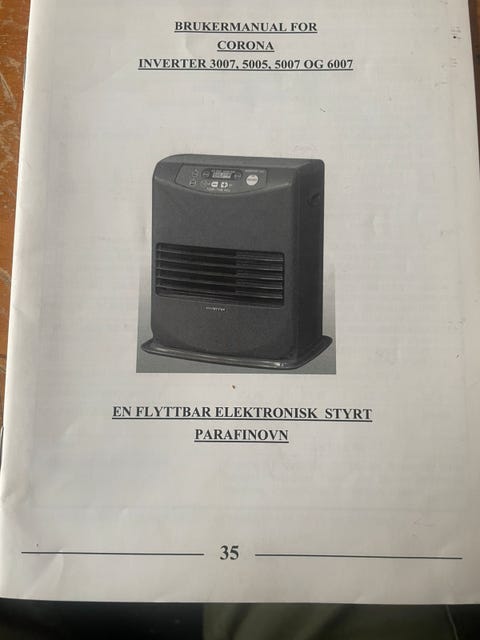 BRUKERMANUAL FOR
CORONA
INVERTER 3007, 5005, 5007 OG 6007
EN FLYTTBAR ELEKTRONISK STYRT
PARAFINOVN
35